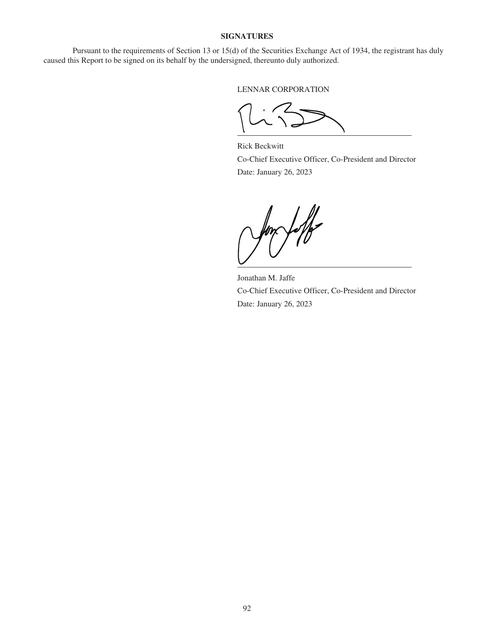 SIGNATURES
Pursuant to the requirements of Section 13 or 15(d) of the Securities Exchange Act of 1934, the registrant has duly
caused this Report to be signed on its behalf by the undersigned, thereunto duly authorized.
LENNAR CORPORATION
Rick Beckwitt
Co-Chief Executive Officer, Co-President and Director
Date: January 26, 2023
Jon Jaffe
Jonathan M. Jaffe
Co-Chief Executive Officer, Co-President and Director
Date: January 26, 2023
92